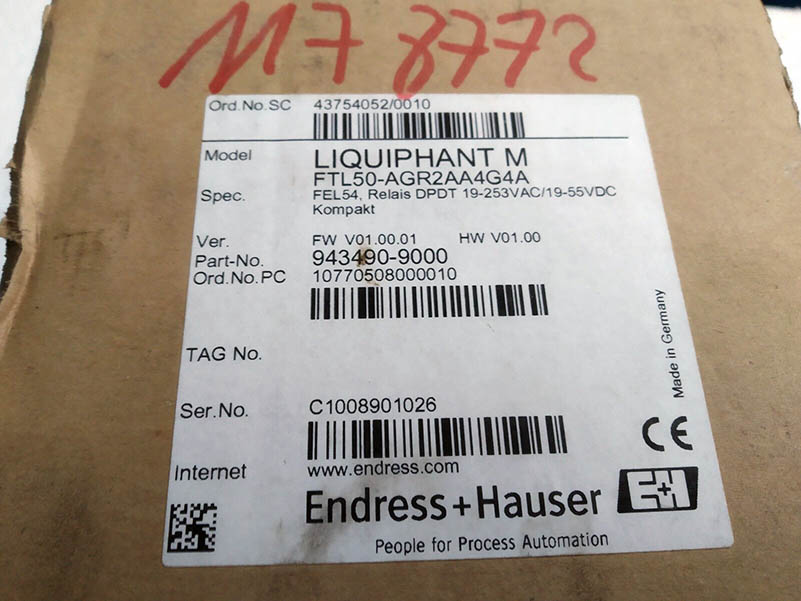 1178772
Ord.No.SC 43754052/0010
Model LIQUIPHANT M
FTL50-AGR2AA4G4A
Spec. FEL54, Relais DPDT 19-253VAC/19-55VDC
Kompakt
Ver. FW V01.00.01 HW V01.00
Part-No. 943490-9000
Ord.No.PC 10770508000010
TAG No.
Made in Germany
Ser.No. C1008901026
CE
Internet www.endress.com
Endress+Hauser E+H
People for Process Automation